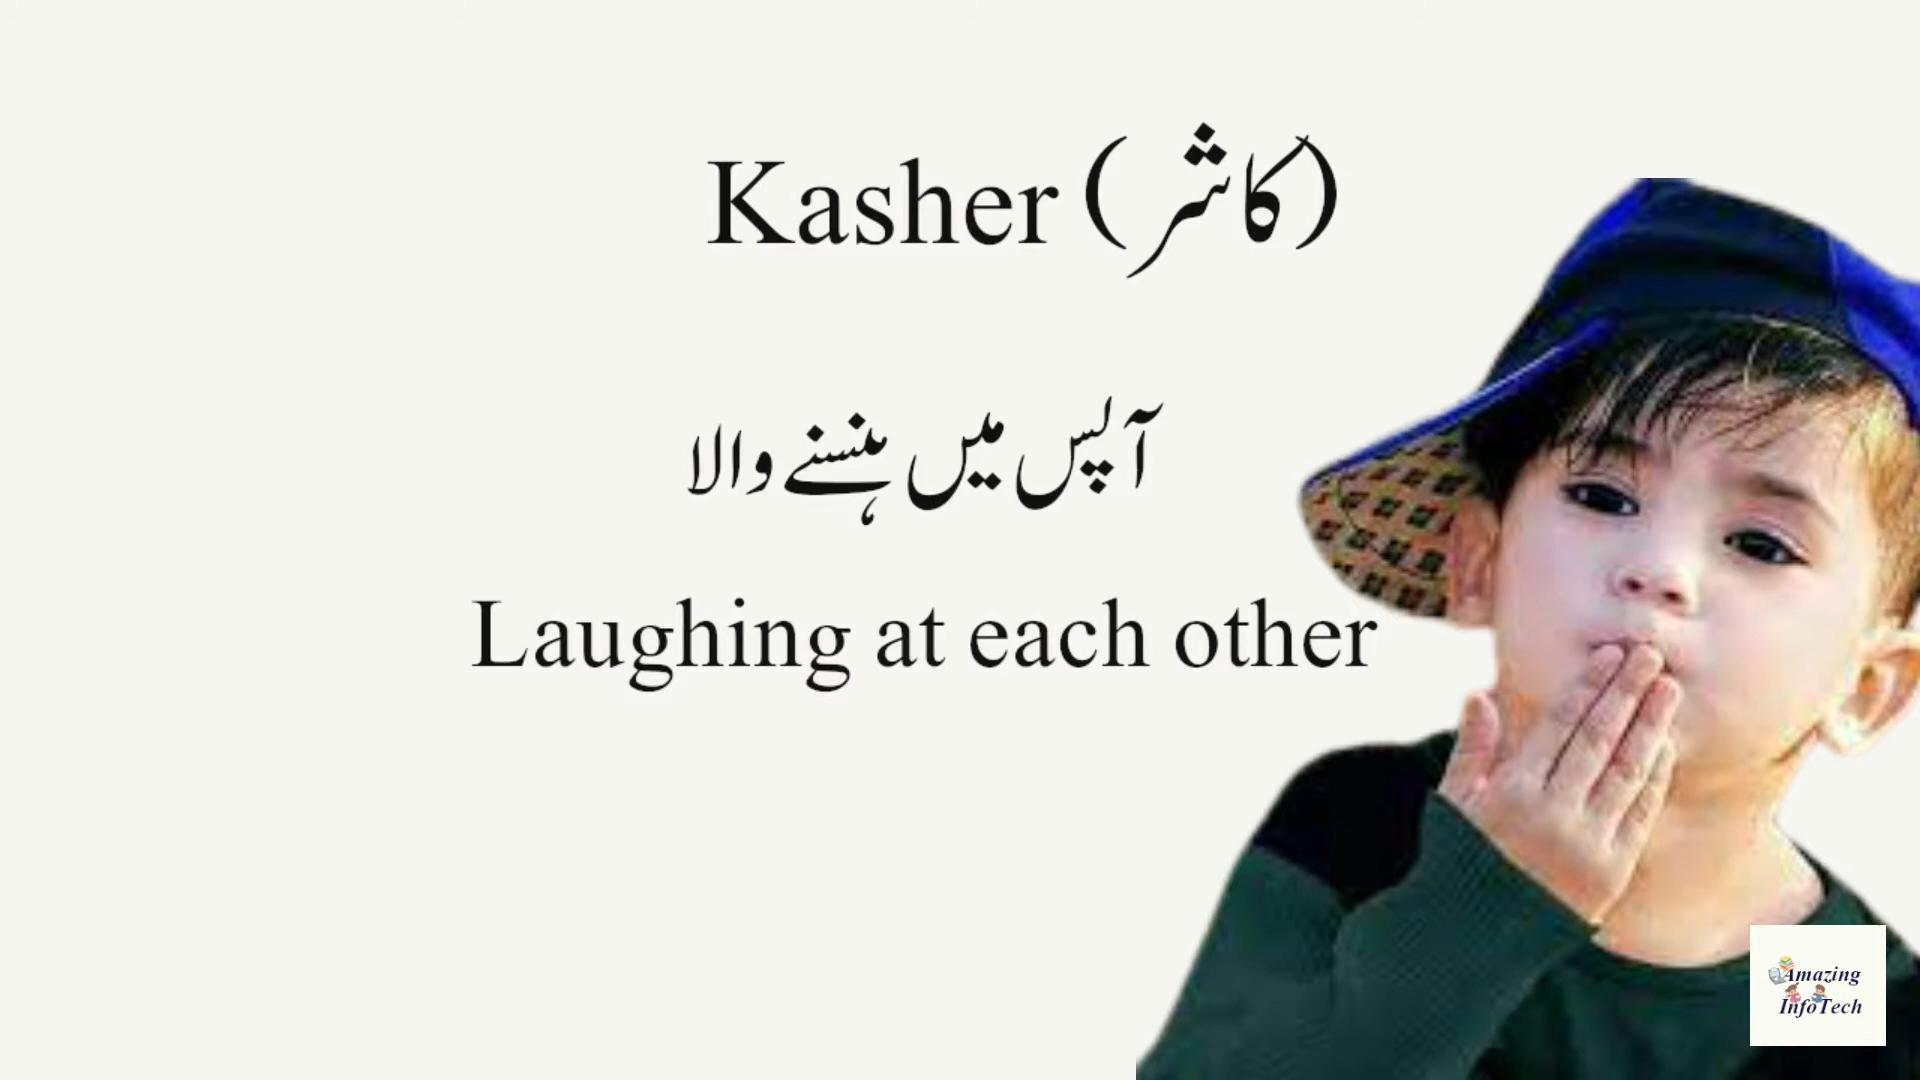 Kasher (کاشر)
آپس میں ہنسنے والا
Laughing at each other
Amazing
InfoTech